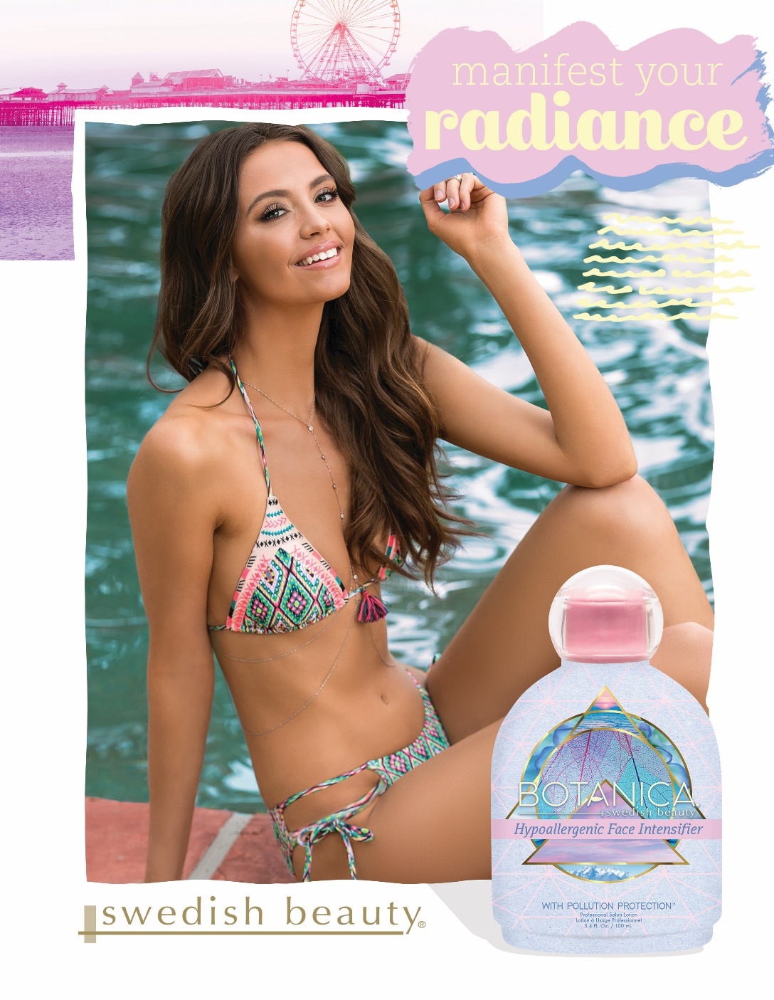 manifest your
radiance
BOTANICA
swedish beauty
Hypoallergenic Face Intensifier
WITH POLLUTION PROTECTION™
Professional Salon Lotion
Lotion à Usage Professionnel
3.4 Fl. Oz. / 100 mL
swedish beauty®